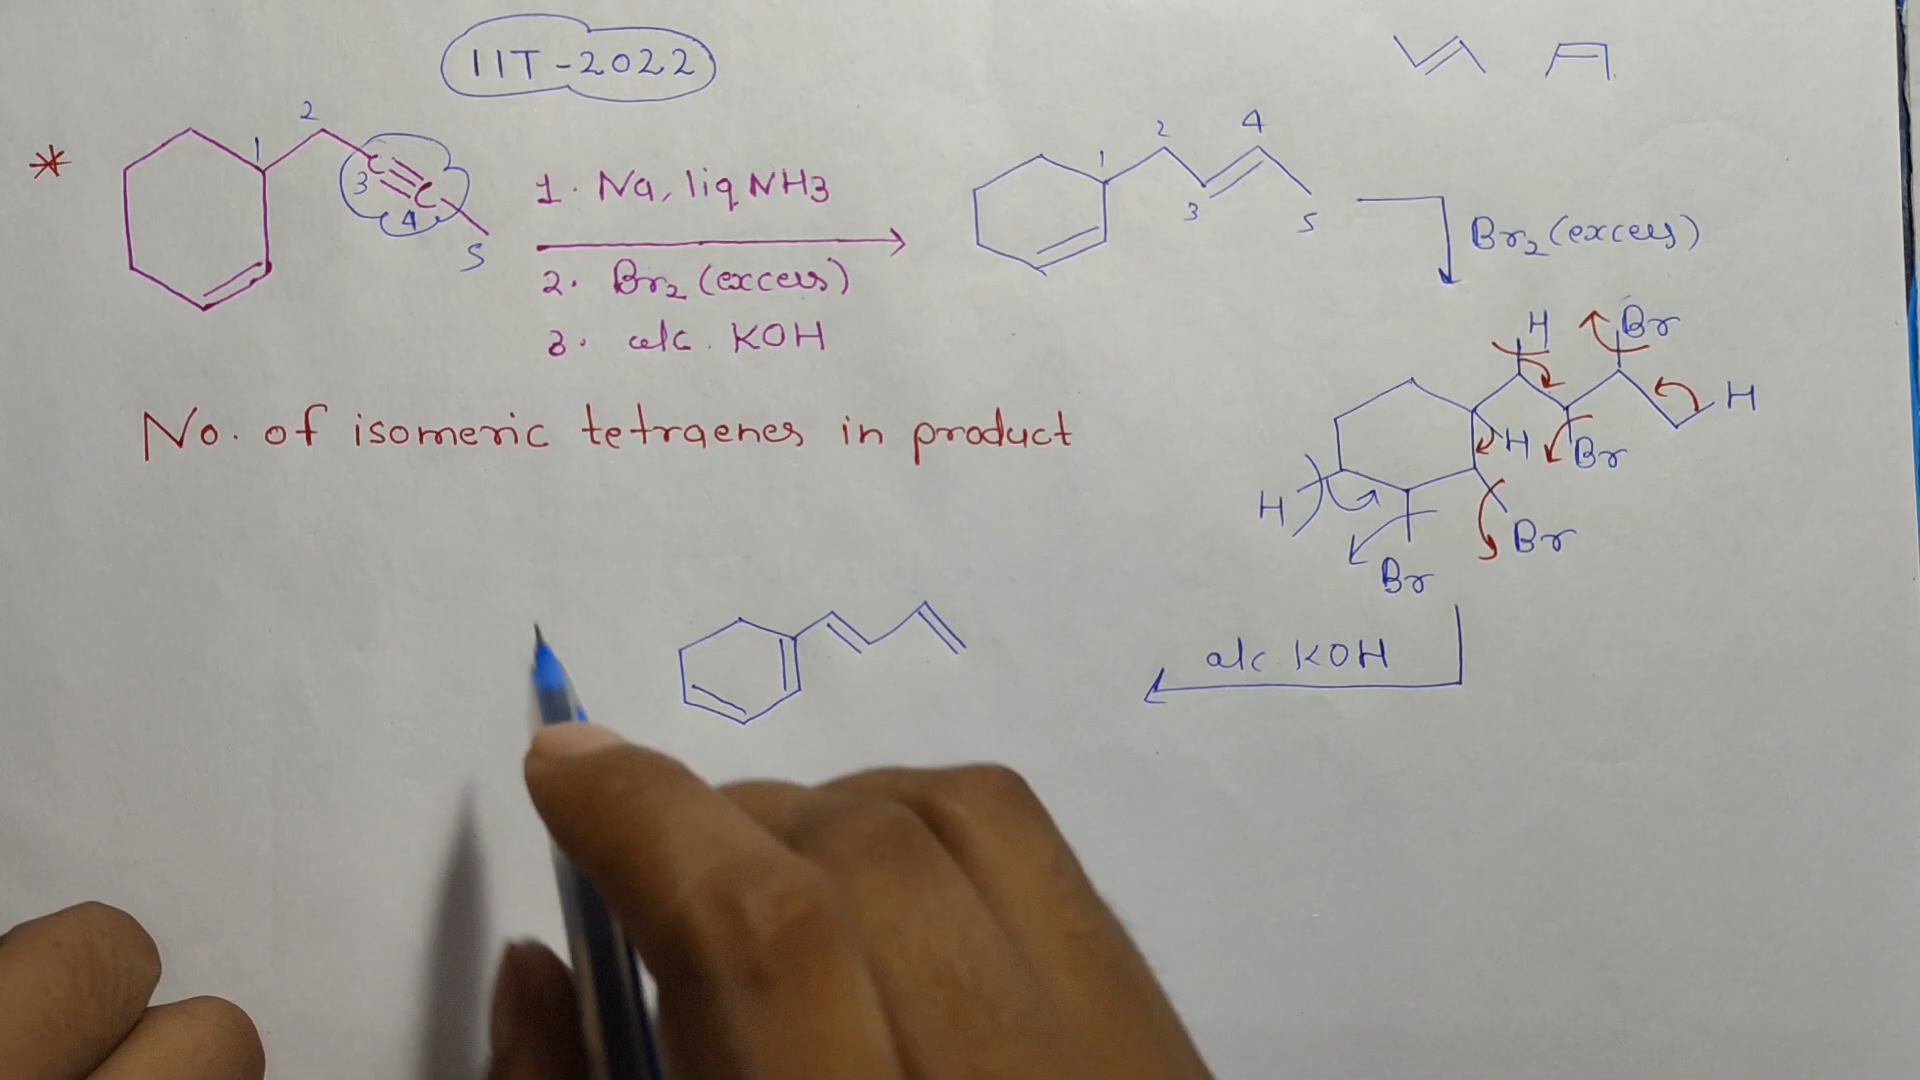 IIT-2022
*
1
2
3
4
5
C≡C
1. Na, liq NH3
2. Br2 (excess)
3. alc. KOH
1
2
3
4
5
Br2 (excess)
No. of isomeric tetraenes in product
H
Br
H
H
Br
H
Br
Br
alc KOH